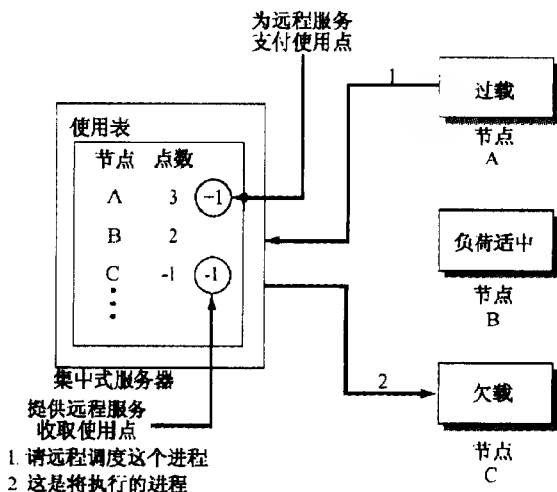 为远程服务
支付使用点
1
过载
节点
A
使用表
节点 点数
A 3 -1
B 2
C -1 -1
负荷适中
节点
B
集中式服务器
2
欠载
节点
C
提供远程服务
收取使用点
1. 请远程调度这个进程
2 这是将执行的进程